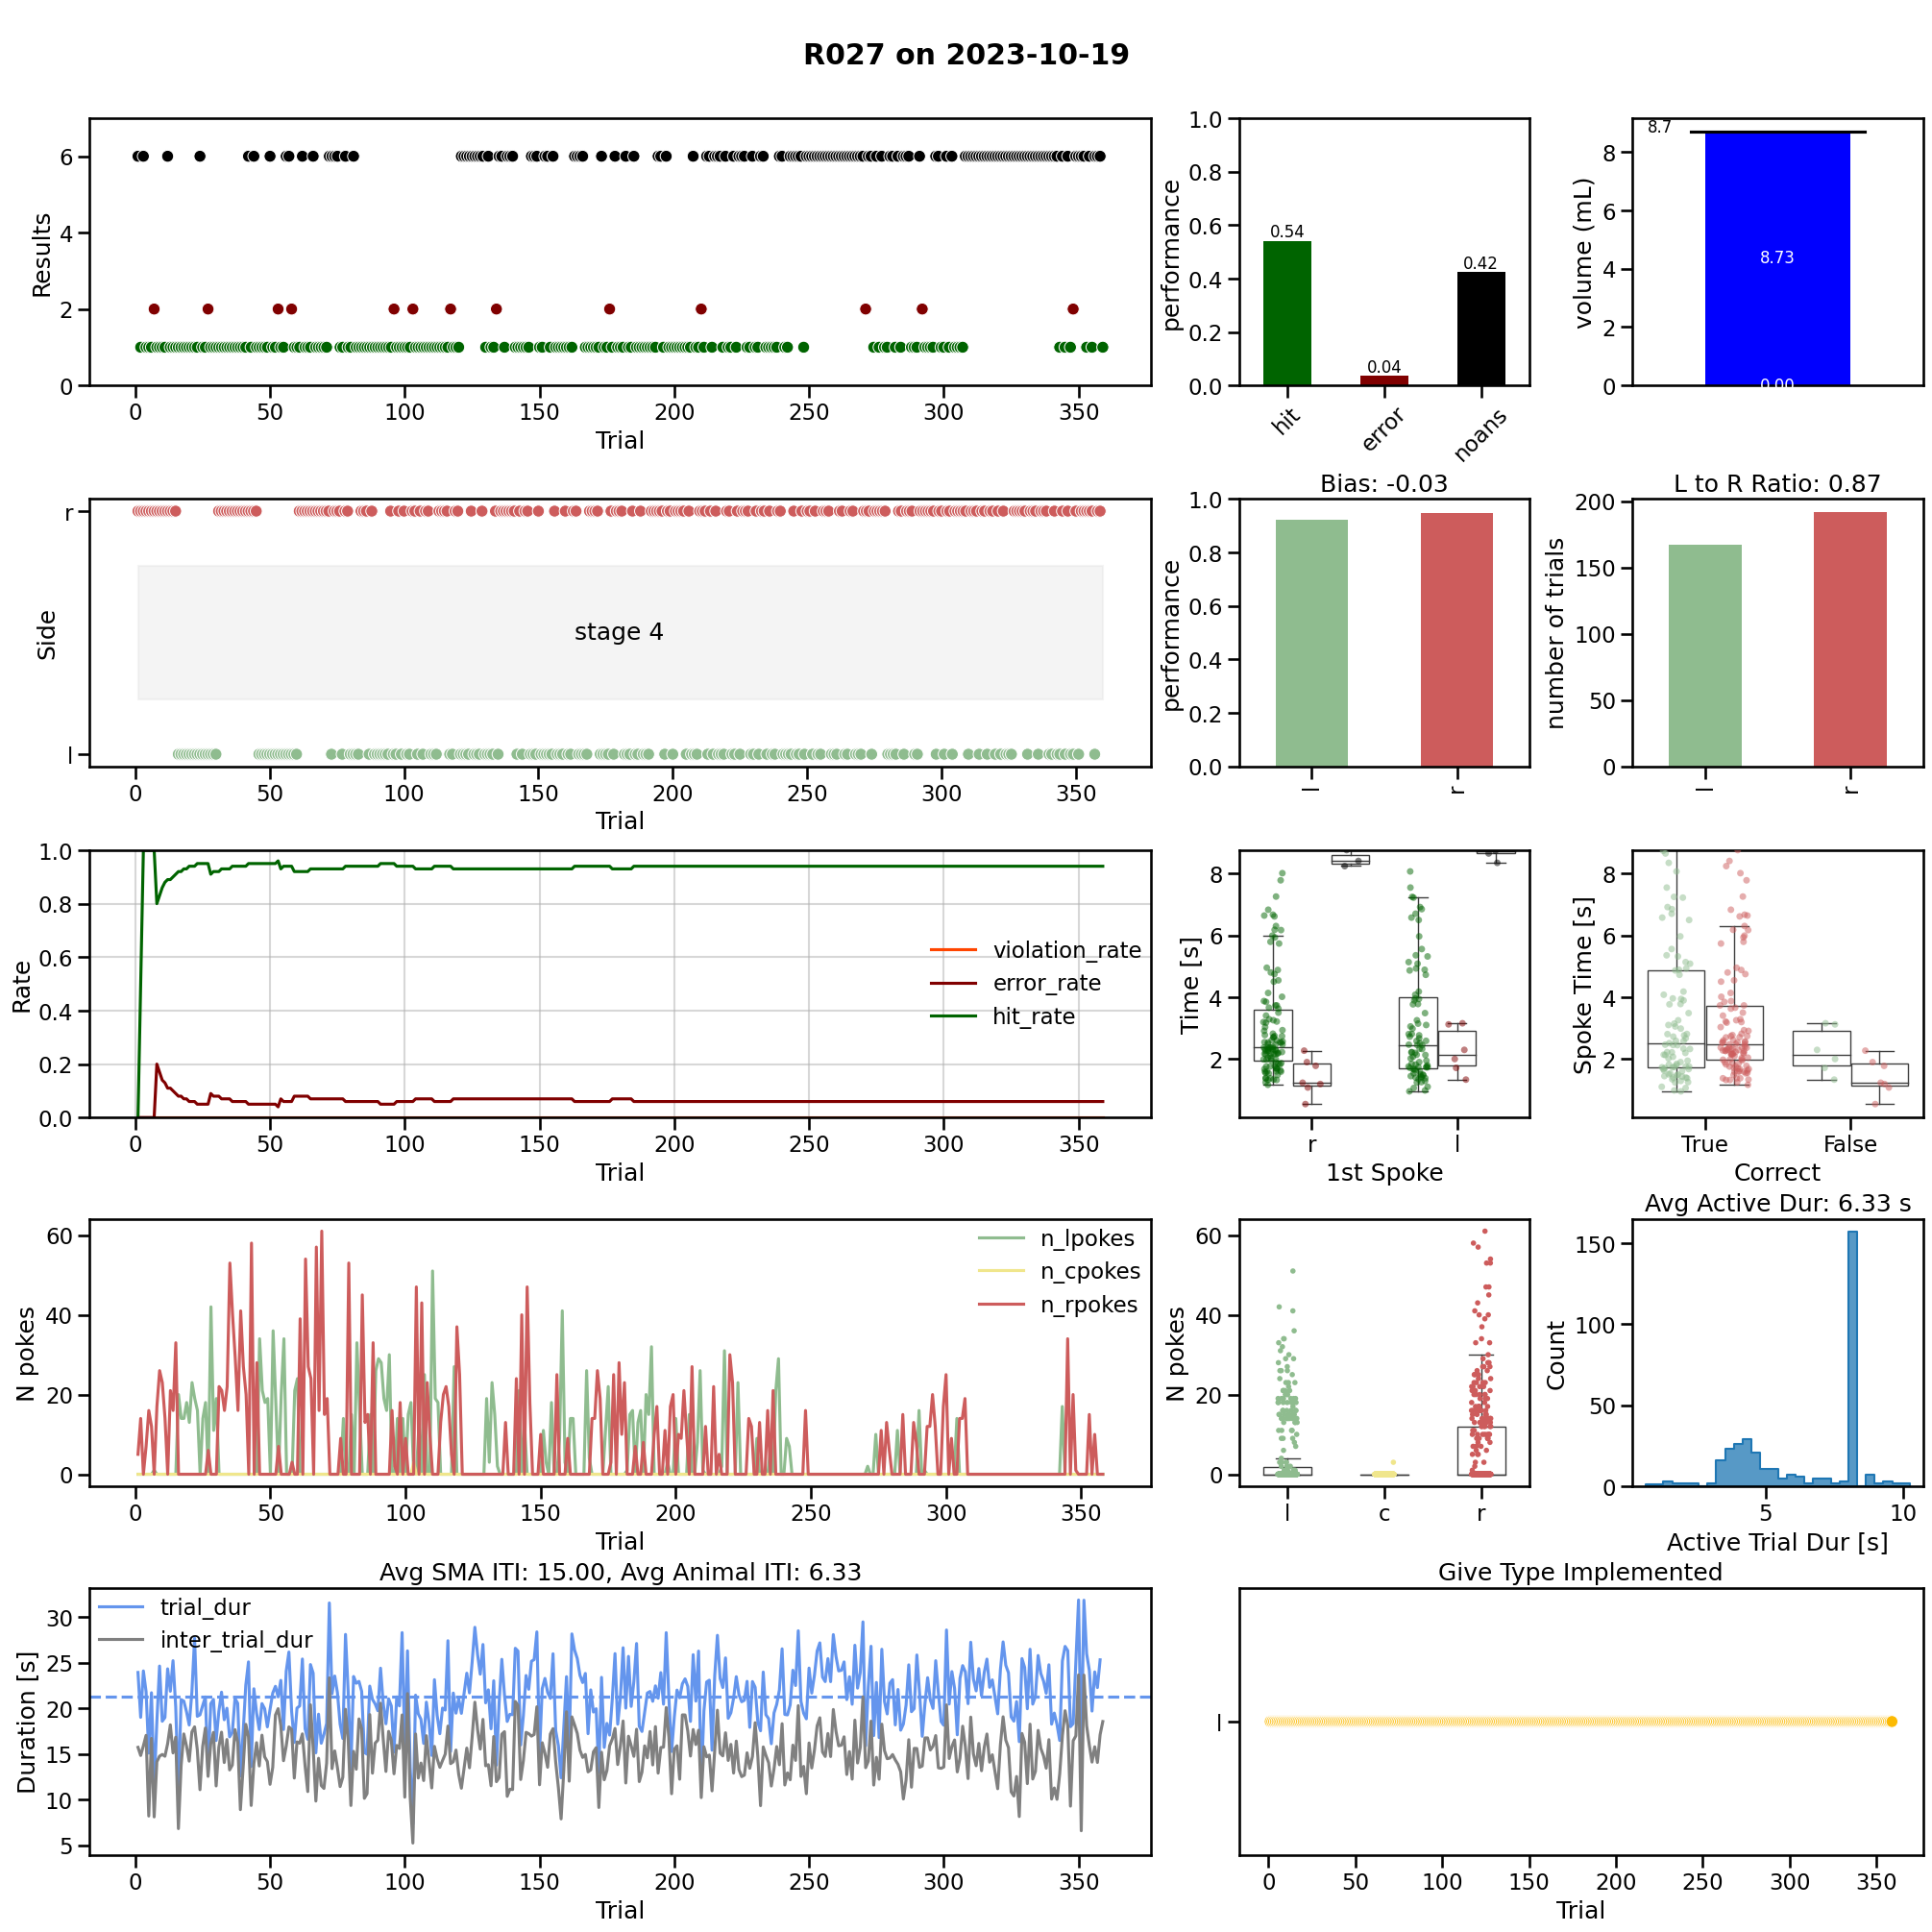 R027 on 2023-10-19
Results
6
4
2
0
0 50 100 150 200 250 300 350
Trial
performance
1.0
0.8
0.6
0.4
0.2
0.0
0.54
0.04
0.42
hit error noans
volume (mL)
8
6
4
2
0
8.7
8.73
0.00
Side
r
l
stage 4
0 50 100 150 200 250 300 350
Trial
Bias: -0.03
performance
1.0
0.8
0.6
0.4
0.2
0.0
l r
L to R Ratio: 0.87
number of trials
200
150
100
50
0
l r
Rate
1.0
0.8
0.6
0.4
0.2
0.0
violation_rate
error_rate
hit_rate
0 50 100 150 200 250 300 350
Trial
Time [s]
8
6
4
2
r l
1st Spoke
Spoke Time [s]
8
6
4
2
True False
Correct
N pokes
60
40
20
0
n_lpokes
n_cpokes
n_rpokes
0 50 100 150 200 250 300 350
Trial
N pokes
60
40
20
0
l c r
Avg Active Dur: 6.33 s
Count
150
100
50
0
5 10
Active Trial Dur [s]
Avg SMA ITI: 15.00, Avg Animal ITI: 6.33
Duration [s]
30
25
20
15
10
5
trial_dur
inter_trial_dur
0 50 100 150 200 250 300 350
Trial
Give Type Implemented
l
0 50 100 150 200 250 300 350
Trial